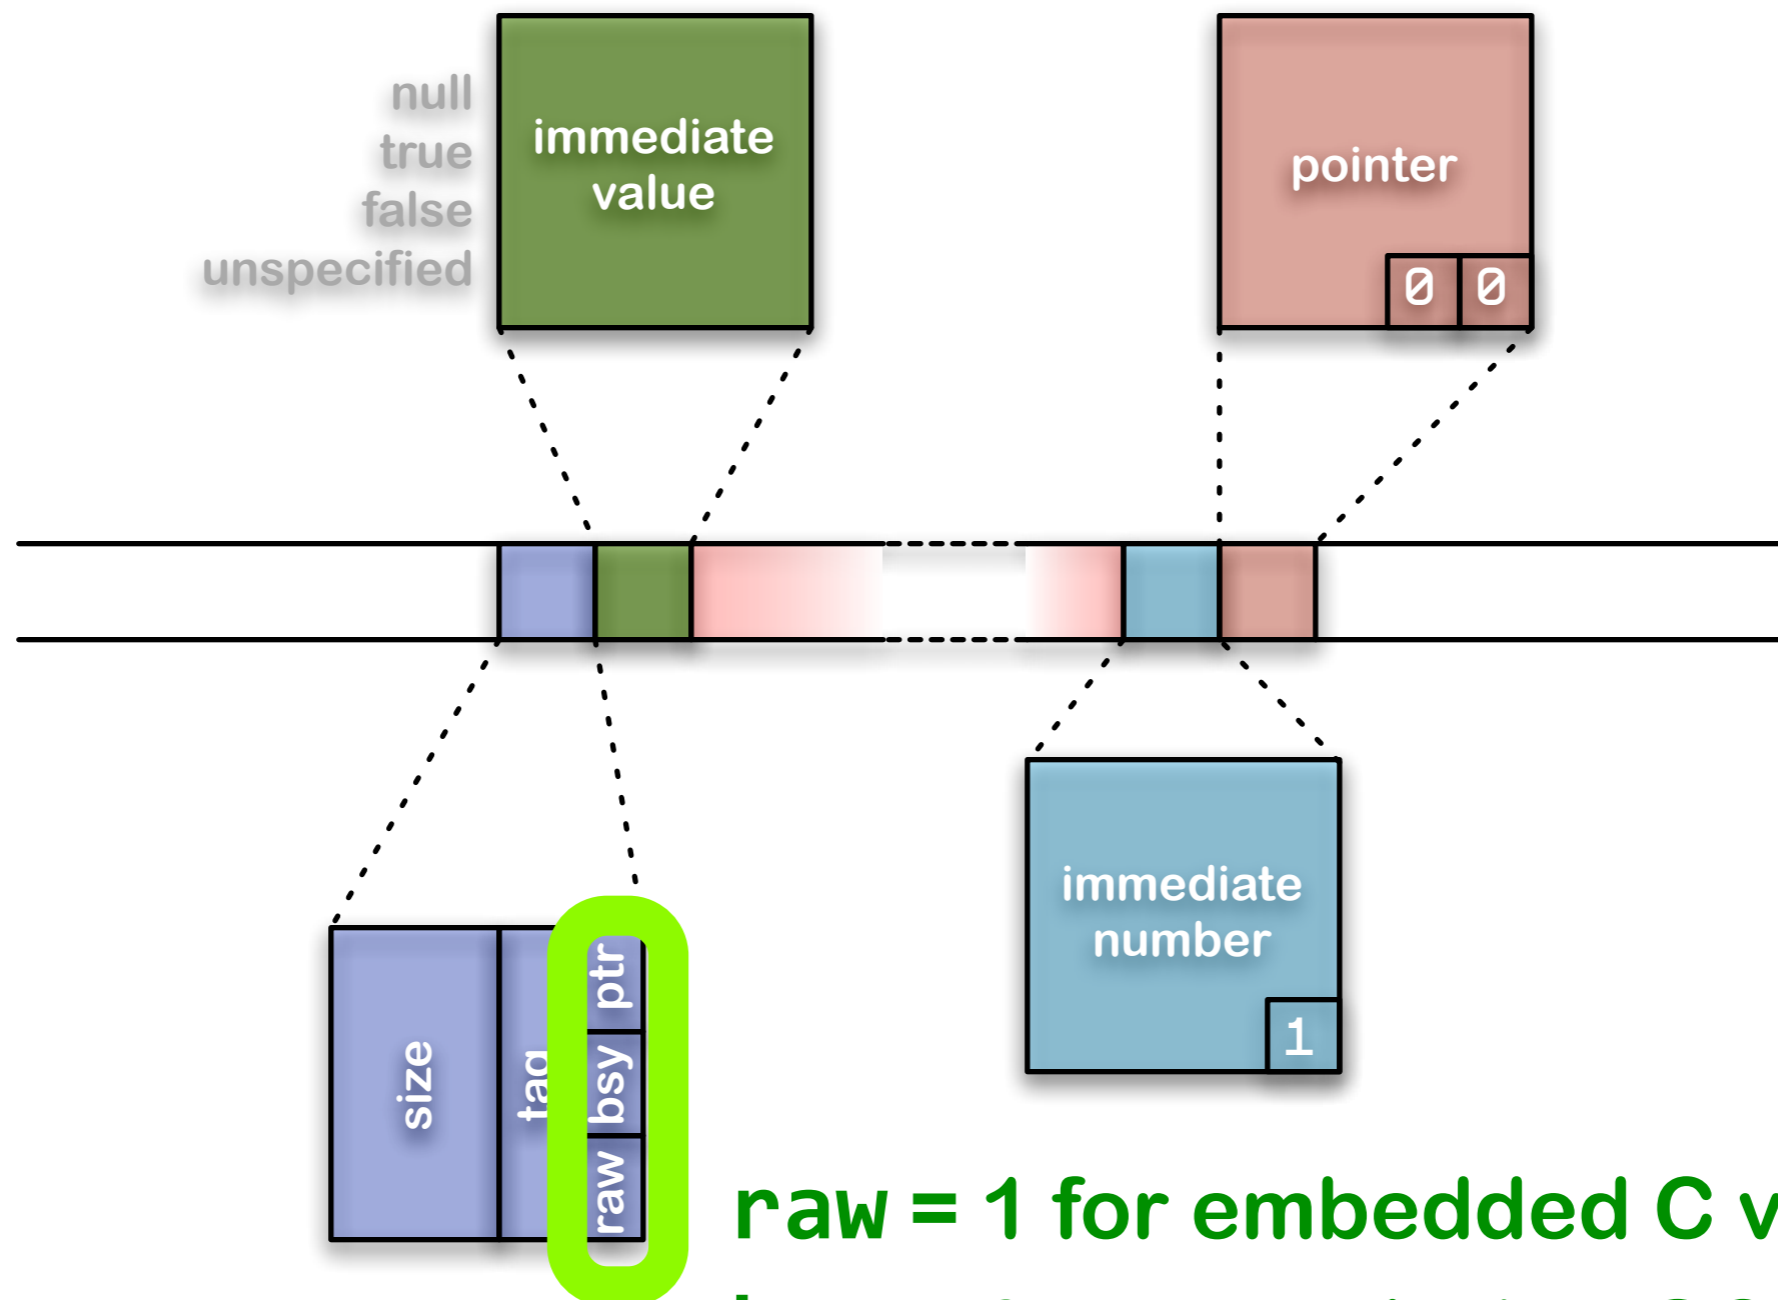 null
true
false
unspecified
immediate
value
pointer
0 0
size
tag
ptr
bsy
raw
immediate
number
1
raw = 1 for embedded C